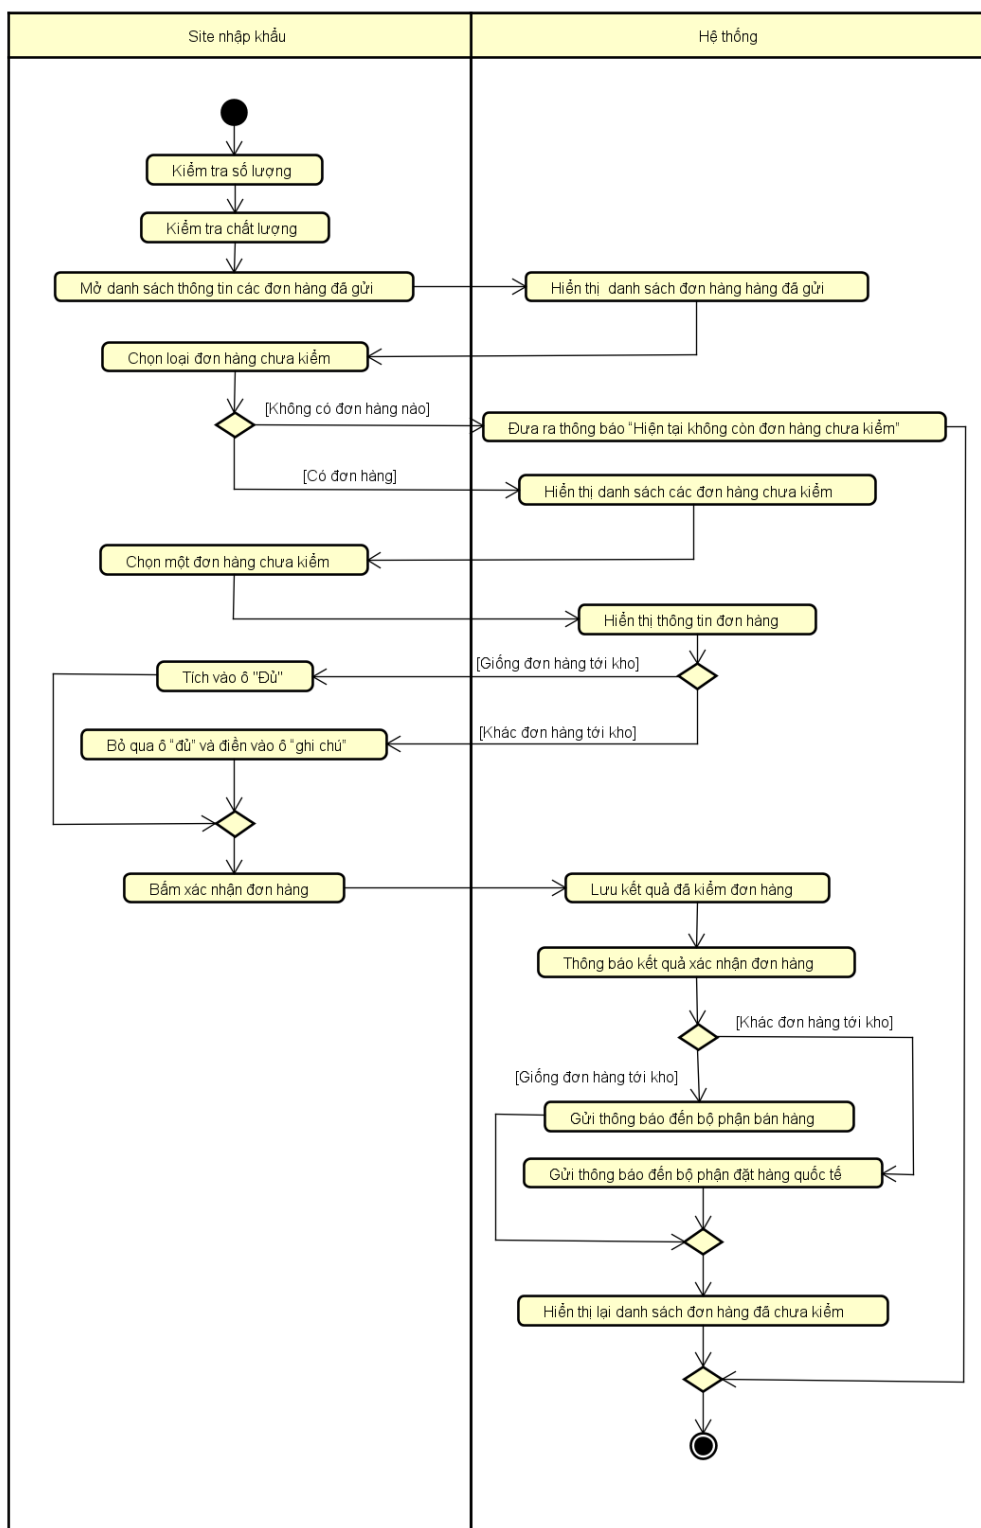 Site nhập khẩu
Hệ thống
Kiểm tra số lượng
Kiểm tra chất lượng
Mở danh sách thông tin các đơn hàng đã gửi
Hiển thị danh sách đơn hàng hàng đã gửi
Chọn loại đơn hàng chưa kiểm
[Không có đơn hàng nào]
Đưa ra thông báo "Hiện tại không còn đơn hàng chưa kiểm"
[Có đơn hàng]
Hiển thị danh sách các đơn hàng chưa kiểm
Chọn một đơn hàng chưa kiểm
Hiển thị thông tin đơn hàng
[Giống đơn hàng tới kho]
Tích vào ô "Đủ"
[Khác đơn hàng tới kho]
Bỏ qua ô "đủ" và điền vào ô "ghi chú"
Bấm xác nhận đơn hàng
Lưu kết quả đã kiểm đơn hàng
Thông báo kết quả xác nhận đơn hàng
[Khác đơn hàng tới kho]
[Giống đơn hàng tới kho]
Gửi thông báo đến bộ phận bán hàng
Gửi thông báo đến bộ phận đặt hàng quốc tế
Hiển thị lại danh sách đơn hàng đã chưa kiểm